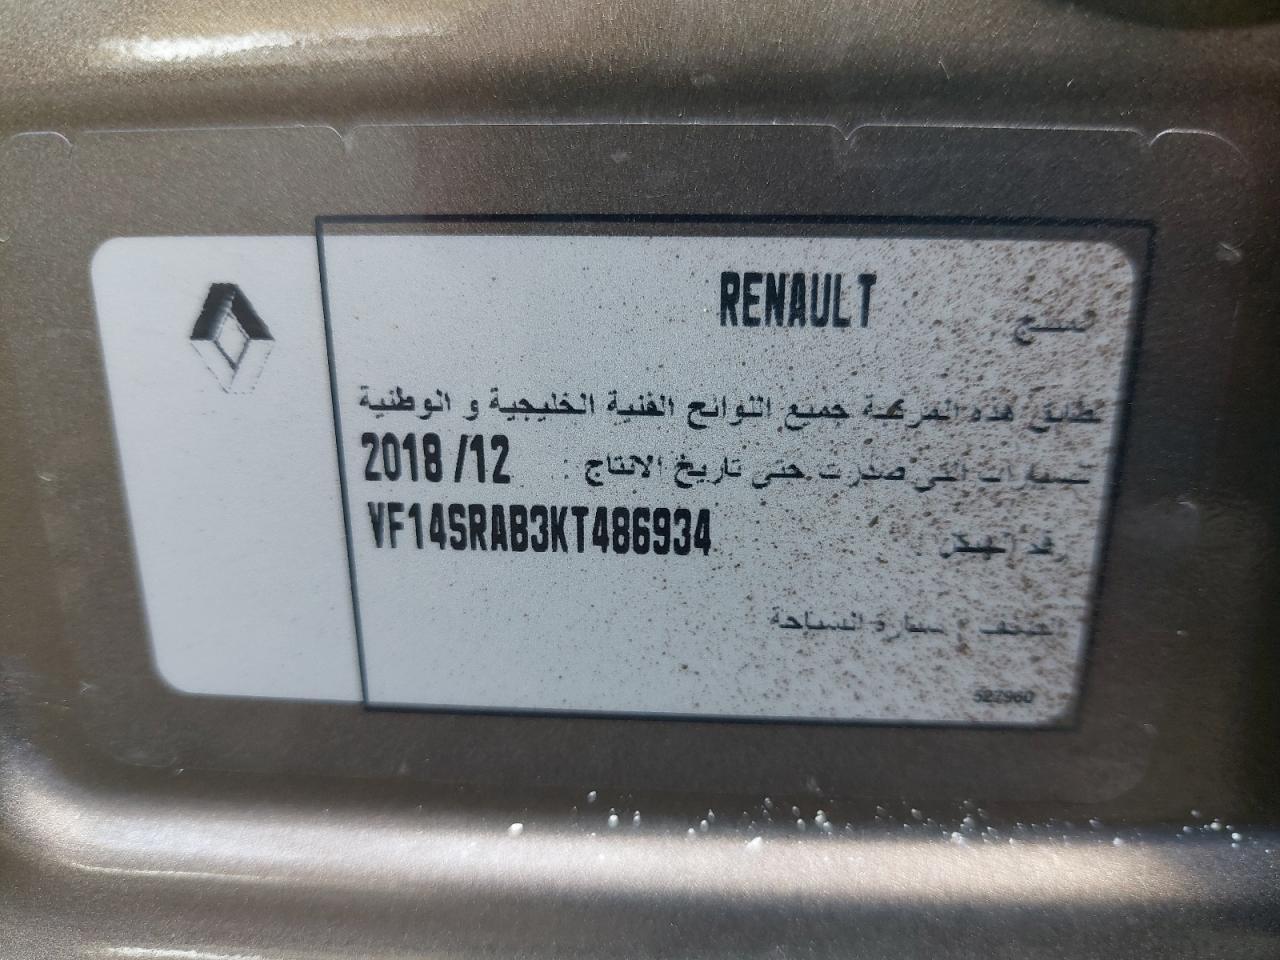 المنتج RENAULT
تطابق هذه المركبة جميع اللوائح الفنية الخليجية و الوطنية
للسيارات التي صدرت حتى تاريخ الانتاج : 2018 /12
رقم الهيكل VF14SRAB3KT486934
الصنف : سيارة السياحة
522960